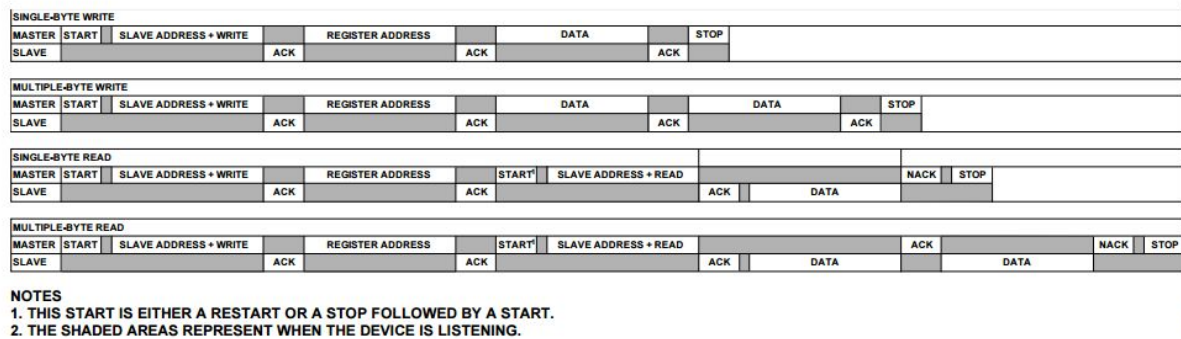 SINGLE-BYTE WRITE
MASTER START SLAVE ADDRESS + WRITE REGISTER ADDRESS DATA STOP
SLAVE ACK ACK ACK
MULTIPLE-BYTE WRITE
MASTER START SLAVE ADDRESS + WRITE REGISTER ADDRESS DATA DATA STOP
SLAVE ACK ACK ACK ACK
SINGLE-BYTE READ
MASTER START SLAVE ADDRESS + WRITE REGISTER ADDRESS START¹ SLAVE ADDRESS + READ NACK STOP
SLAVE ACK ACK ACK DATA
MULTIPLE-BYTE READ
MASTER START SLAVE ADDRESS + WRITE REGISTER ADDRESS START¹ SLAVE ADDRESS + READ ACK NACK STOP
SLAVE ACK ACK ACK DATA DATA
NOTES
1. THIS START IS EITHER A RESTART OR A STOP FOLLOWED BY A START.
2. THE SHADED AREAS REPRESENT WHEN THE DEVICE IS LISTENING.